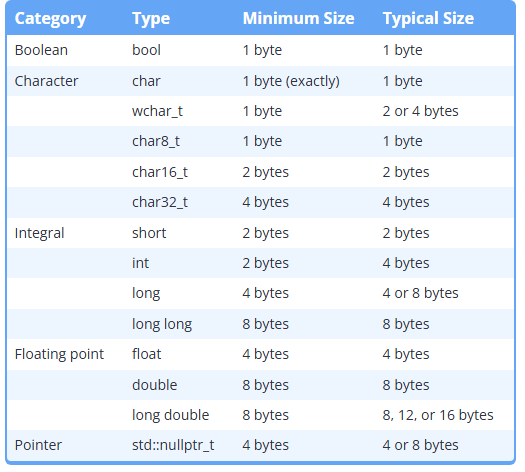 Category Type Minimum Size Typical Size
Boolean bool 1 byte 1 byte
Character char 1 byte (exactly) 1 byte
wchar_t 1 byte 2 or 4 bytes
char8_t 1 byte 1 byte
char16_t 2 bytes 2 bytes
char32_t 4 bytes 4 bytes
Integral short 2 bytes 2 bytes
int 2 bytes 4 bytes
long 4 bytes 4 or 8 bytes
long long 8 bytes 8 bytes
Floating point float 4 bytes 4 bytes
double 8 bytes 8 bytes
long double 8 bytes 8, 12, or 16 bytes
Pointer std::nullptr_t 4 bytes 4 or 8 bytes